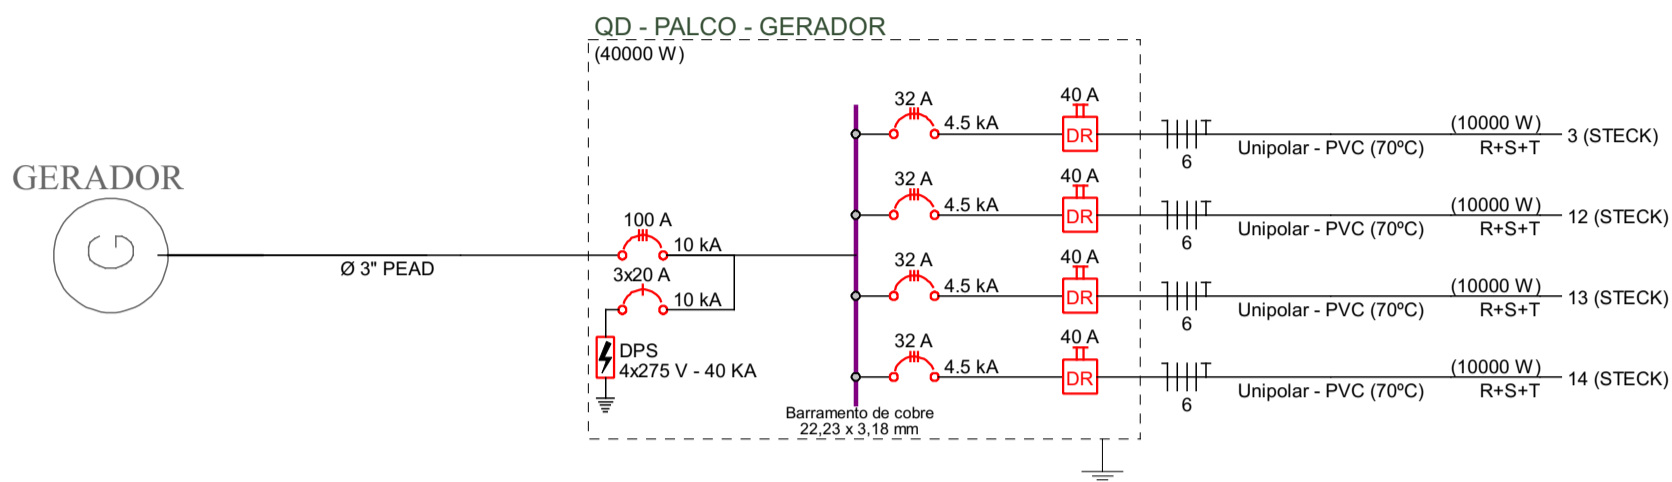 QD - PALCO - GERADOR
(40000 W)
GERADOR
G
Ø 3" PEAD
100 A
10 kA
3x20 A
10 kA
DPS
4x275 V - 40 KA
Barramento de cobre
22,23 x 3,18 mm
32 A
4.5 kA
40 A
DR
6
Unipolar - PVC (70ºC)
(10000 W)
R+S+T
3 (STECK)
32 A
4.5 kA
40 A
DR
6
Unipolar - PVC (70ºC)
(10000 W)
R+S+T
12 (STECK)
32 A
4.5 kA
40 A
DR
6
Unipolar - PVC (70ºC)
(10000 W)
R+S+T
13 (STECK)
32 A
4.5 kA
40 A
DR
6
Unipolar - PVC (70ºC)
(10000 W)
R+S+T
14 (STECK)